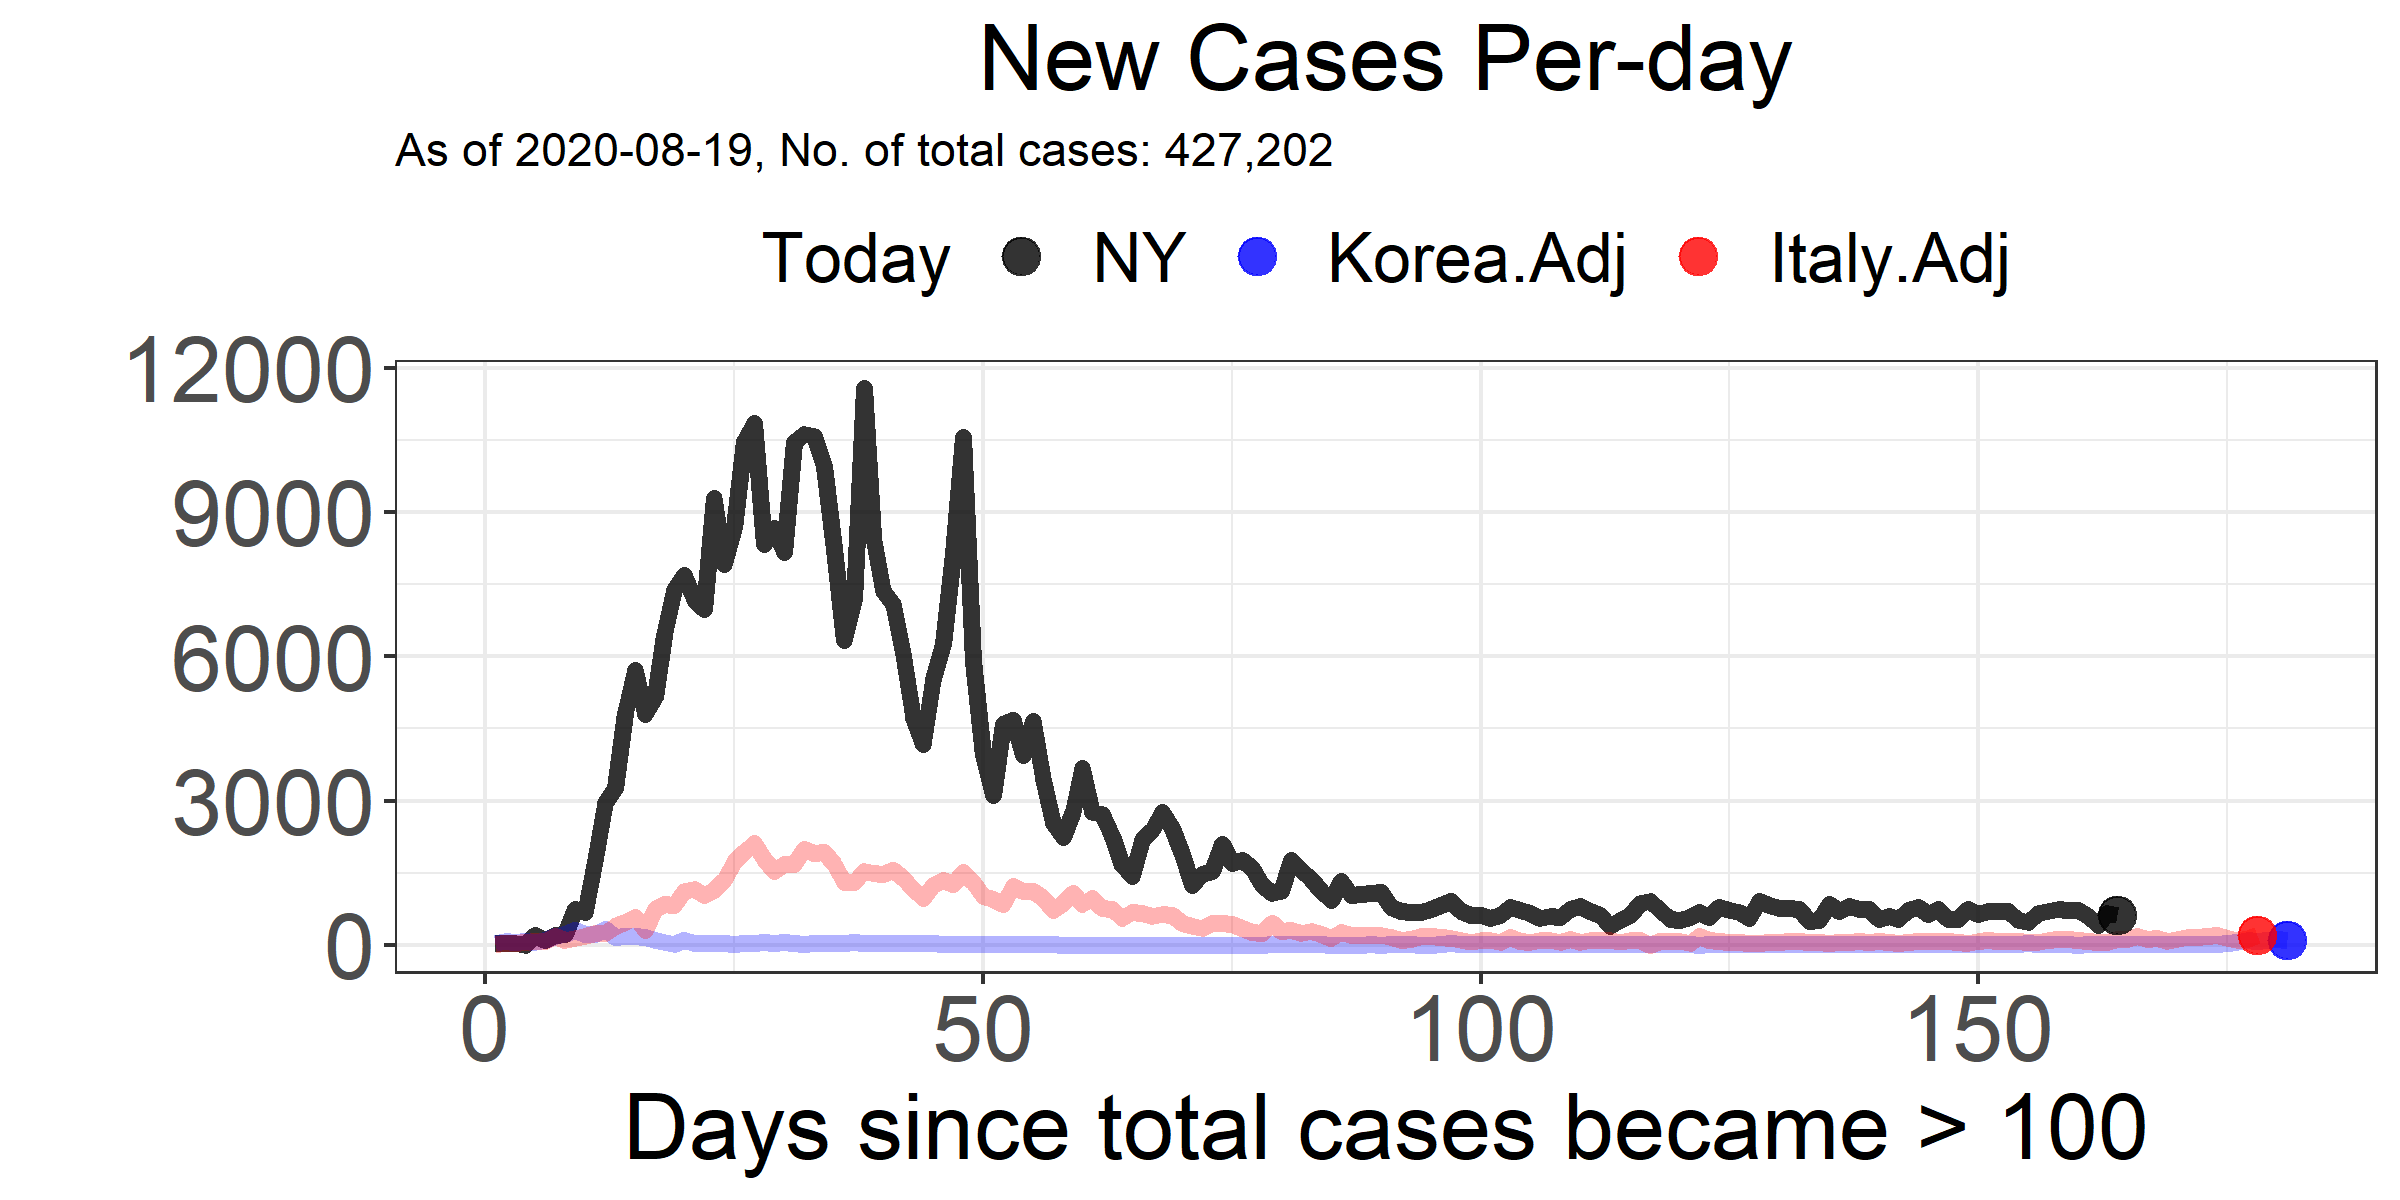 New Cases Per-day
As of 2020-08-19, No. of total cases: 427,202
Today NY Korea.Adj Italy.Adj
12000
9000
6000
3000
0
0 50 100 150
Days since total cases became > 100